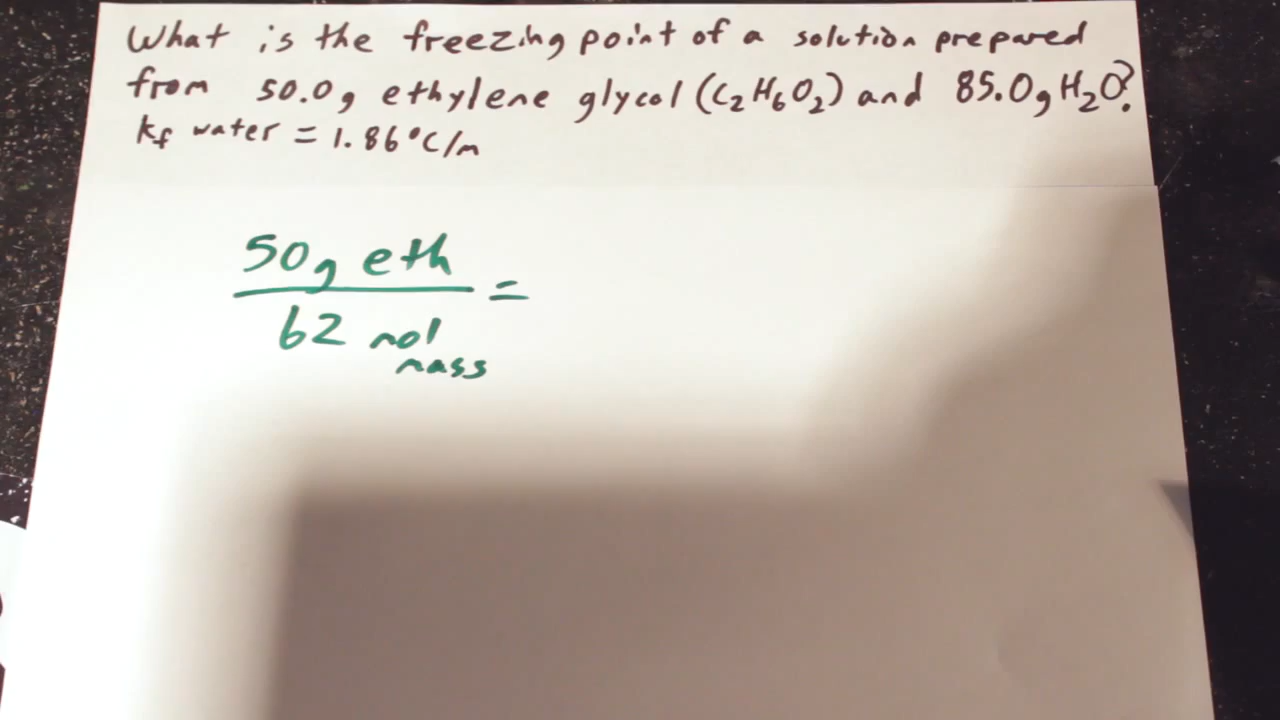 What is the freezing point of a solution prepared
from 50.0g ethylene glycol (C₂H₆O₂) and 85.0g H₂O?
kf water = 1.86°C/m
50g eth
62 mol
mass
=